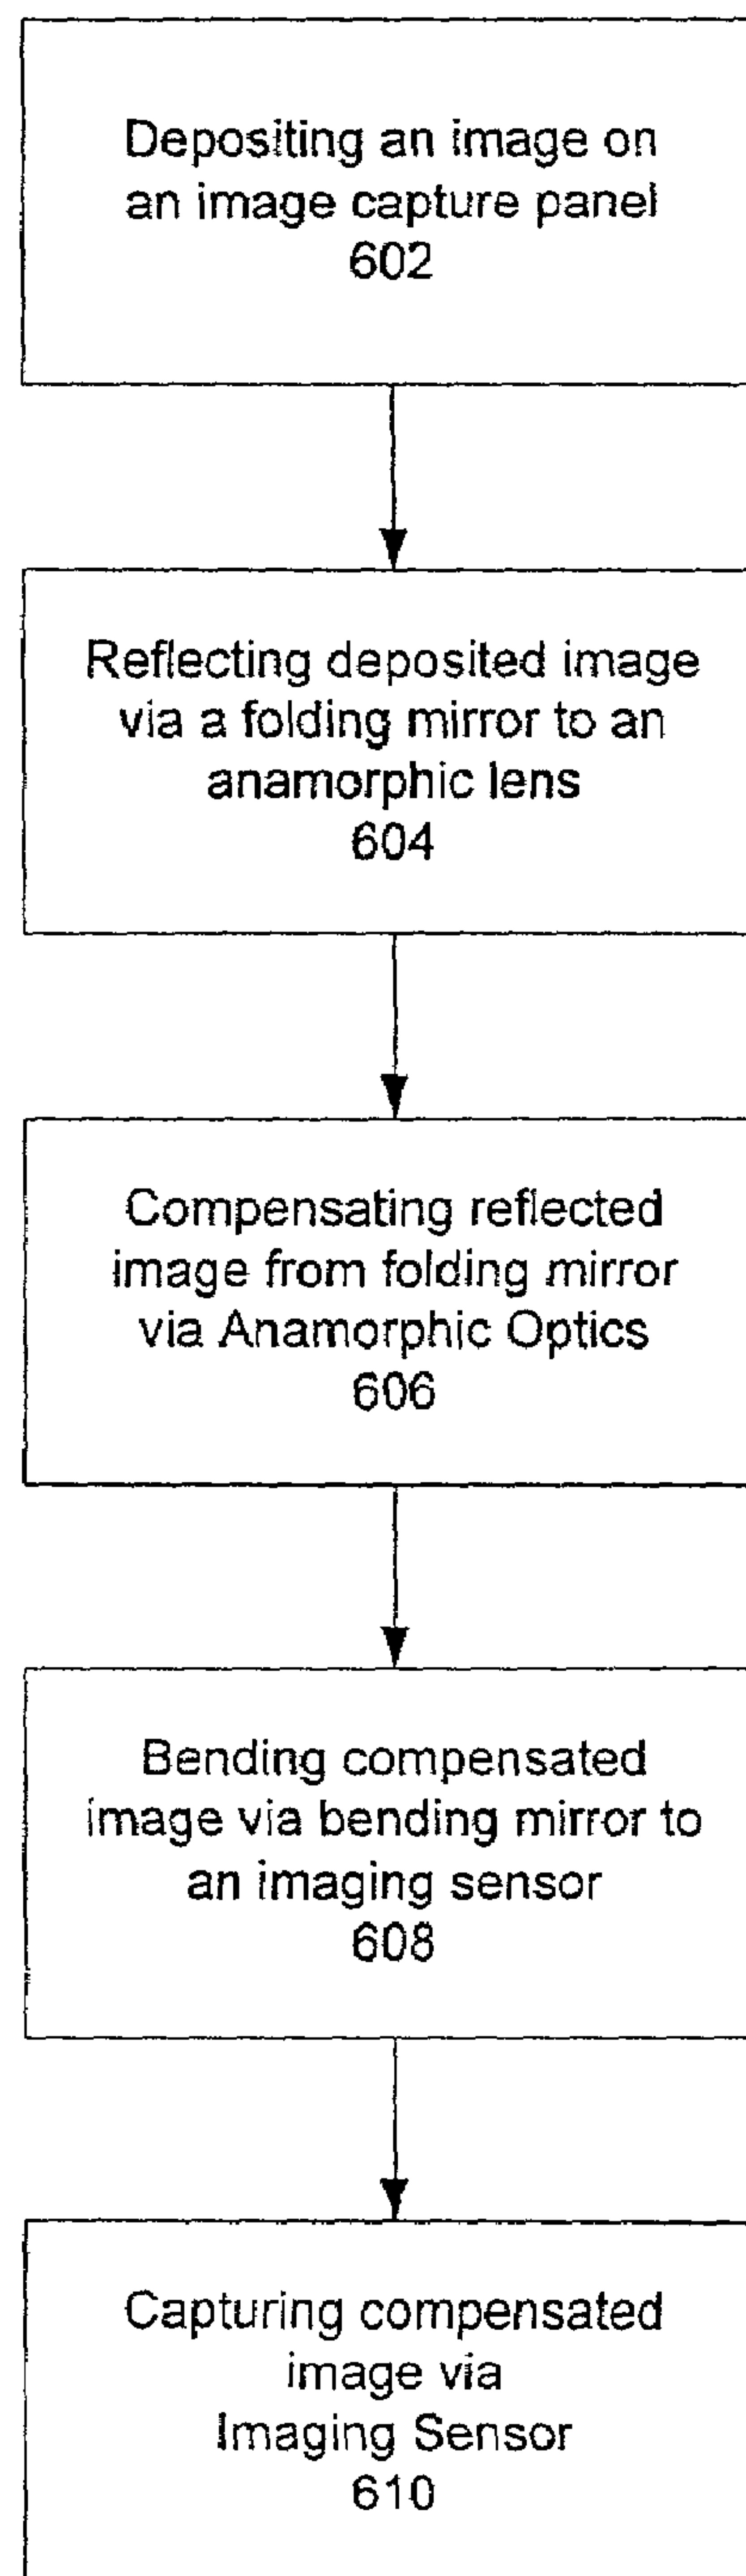 Depositing an image on
an image capture panel
602
Reflecting deposited image
via a folding mirror to an
anamorphic lens
604
Compensating reflected
image from folding mirror
via Anamorphic Optics
606
Bending compensated
image via bending mirror to
an imaging sensor
608
Capturing compensated
image via
Imaging Sensor
610